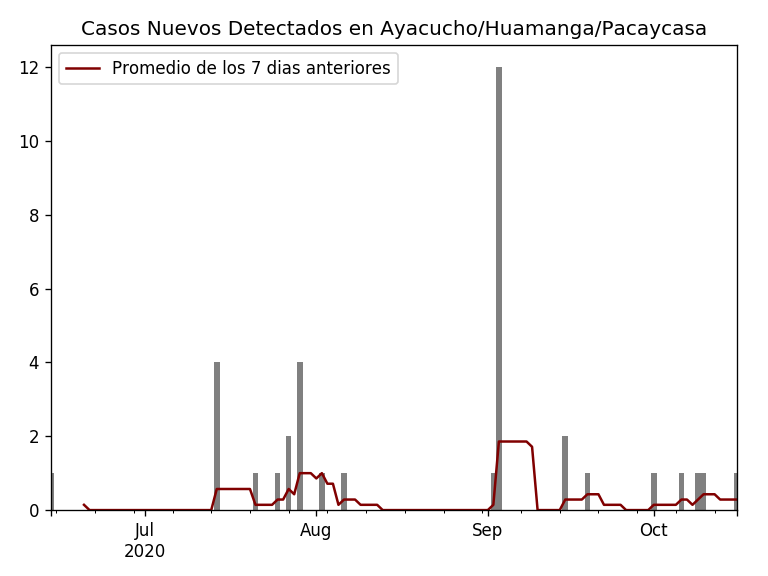 Casos Nuevos Detectados en Ayacucho/Huamanga/Pacaycasa
Promedio de los 7 dias anteriores
12
10
8
6
4
2
0
Jul Aug Sep Oct
2020